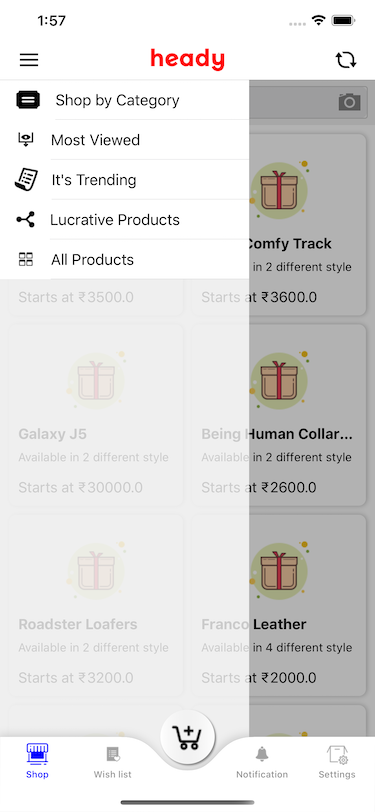 1:57
heady
Shop by Category
Most Viewed
It's Trending
Lucrative Products
All Products
Comfy Track
in 2 different style
Starts at ₹3500.0
Starts at ₹3600.0
Galaxy J5
Being Human Collar...
Available in 2 different style
Available in 2 different style
Starts at ₹30000.0
Starts at ₹2600.0
Roadster Loafers
Franco Leather
Available in 2 different style
Available in 4 different style
Starts at ₹3200.0
Starts at ₹2000.0
Shop
Wish list
Notification
Settings